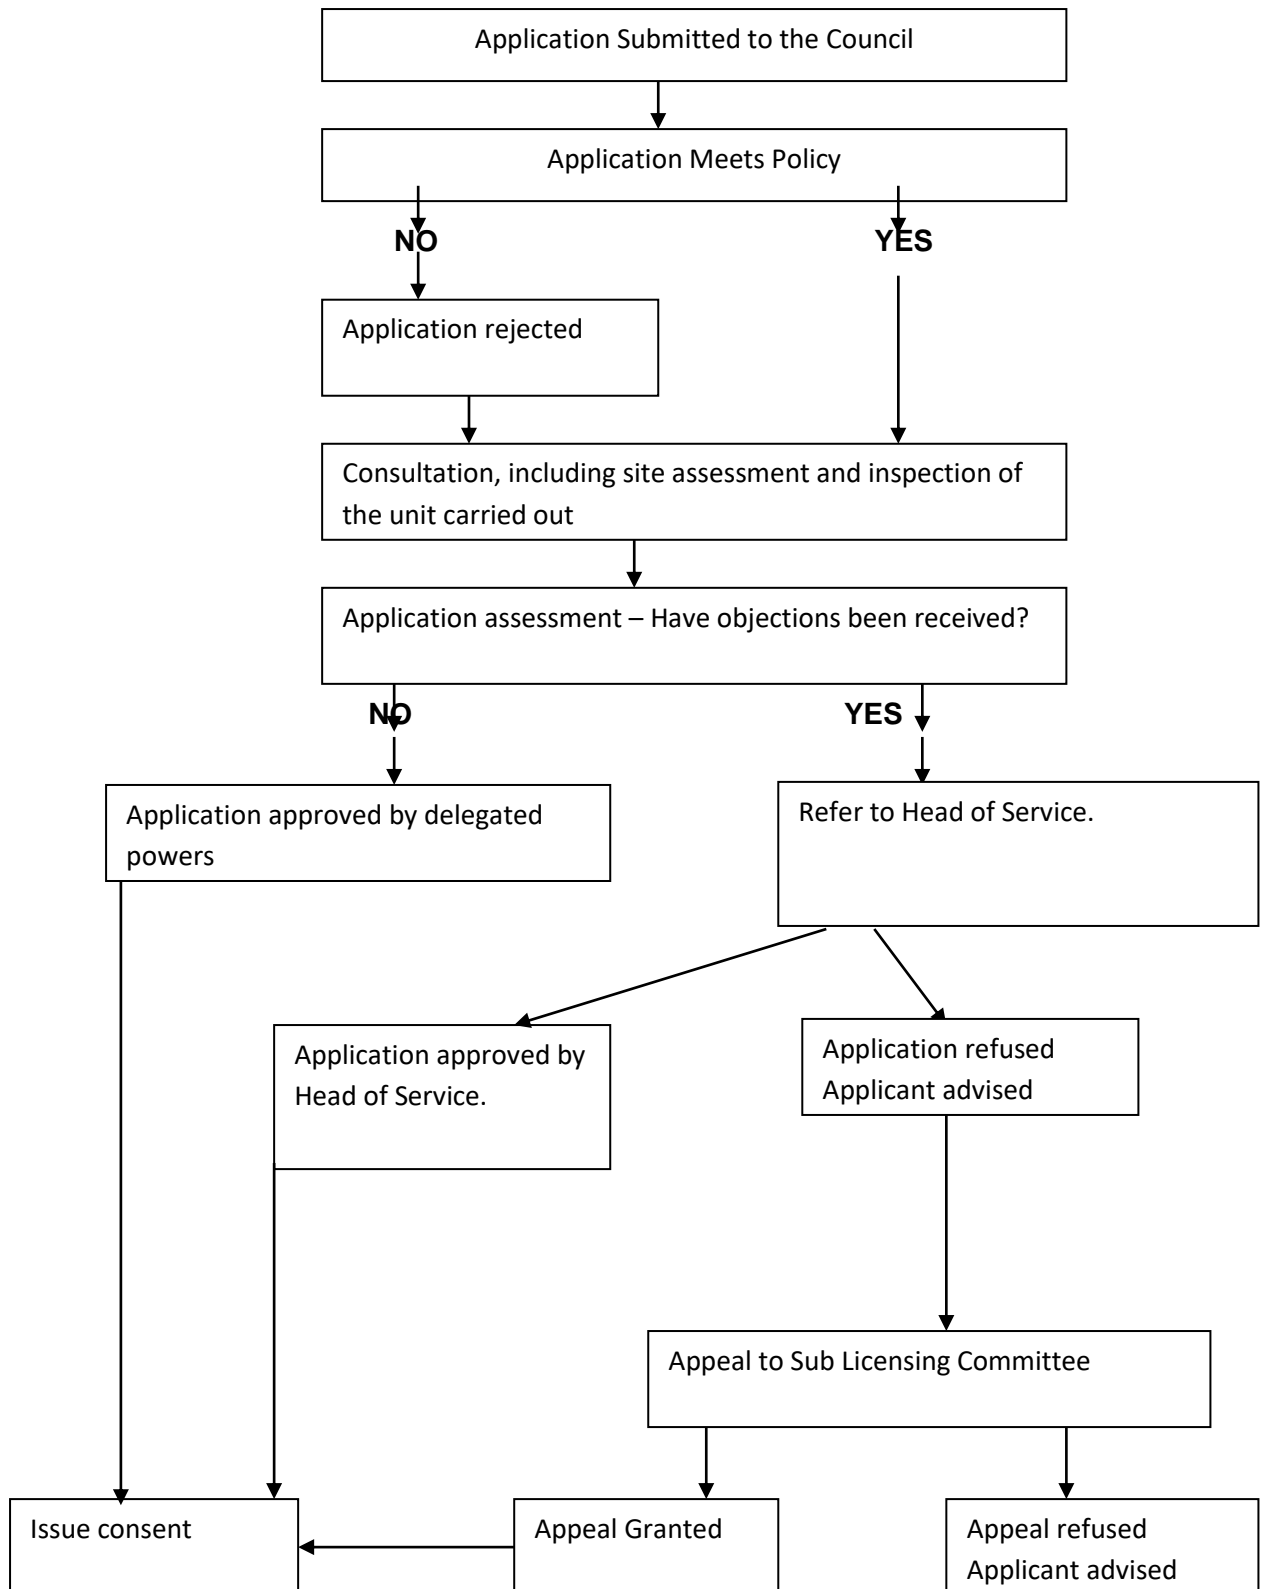 Application Submitted to the Council
Application Meets Policy
NO
YES
Application rejected
Consultation, including site assessment and inspection of
the unit carried out
Application assessment – Have objections been received?
NO
YES
Application approved by delegated
powers
Refer to Head of Service.
Application approved by
Head of Service.
Application refused
Applicant advised
Appeal to Sub Licensing Committee
Issue consent
Appeal Granted
Appeal refused
Applicant advised